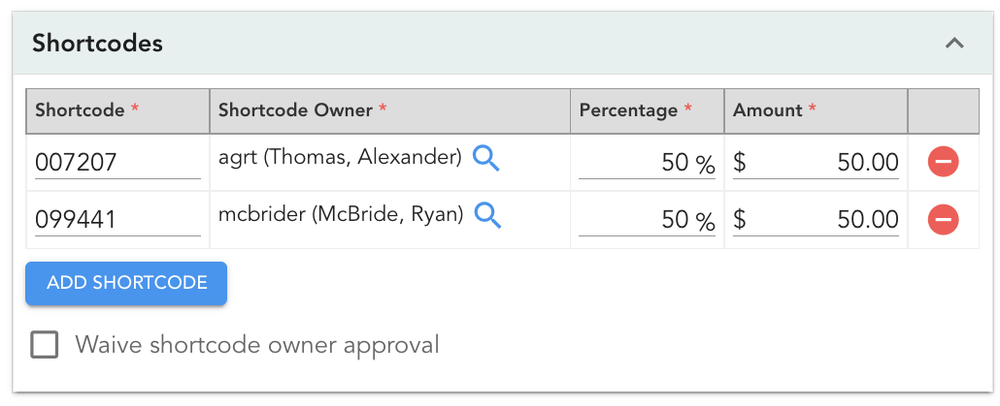 Shortcodes
Shortcode * Shortcode Owner * Percentage * Amount *
007207 agrt (Thomas, Alexander) 50 % $ 50.00
099441 mcbrider (McBride, Ryan) 50 % $ 50.00
ADD SHORTCODE
Waive shortcode owner approval